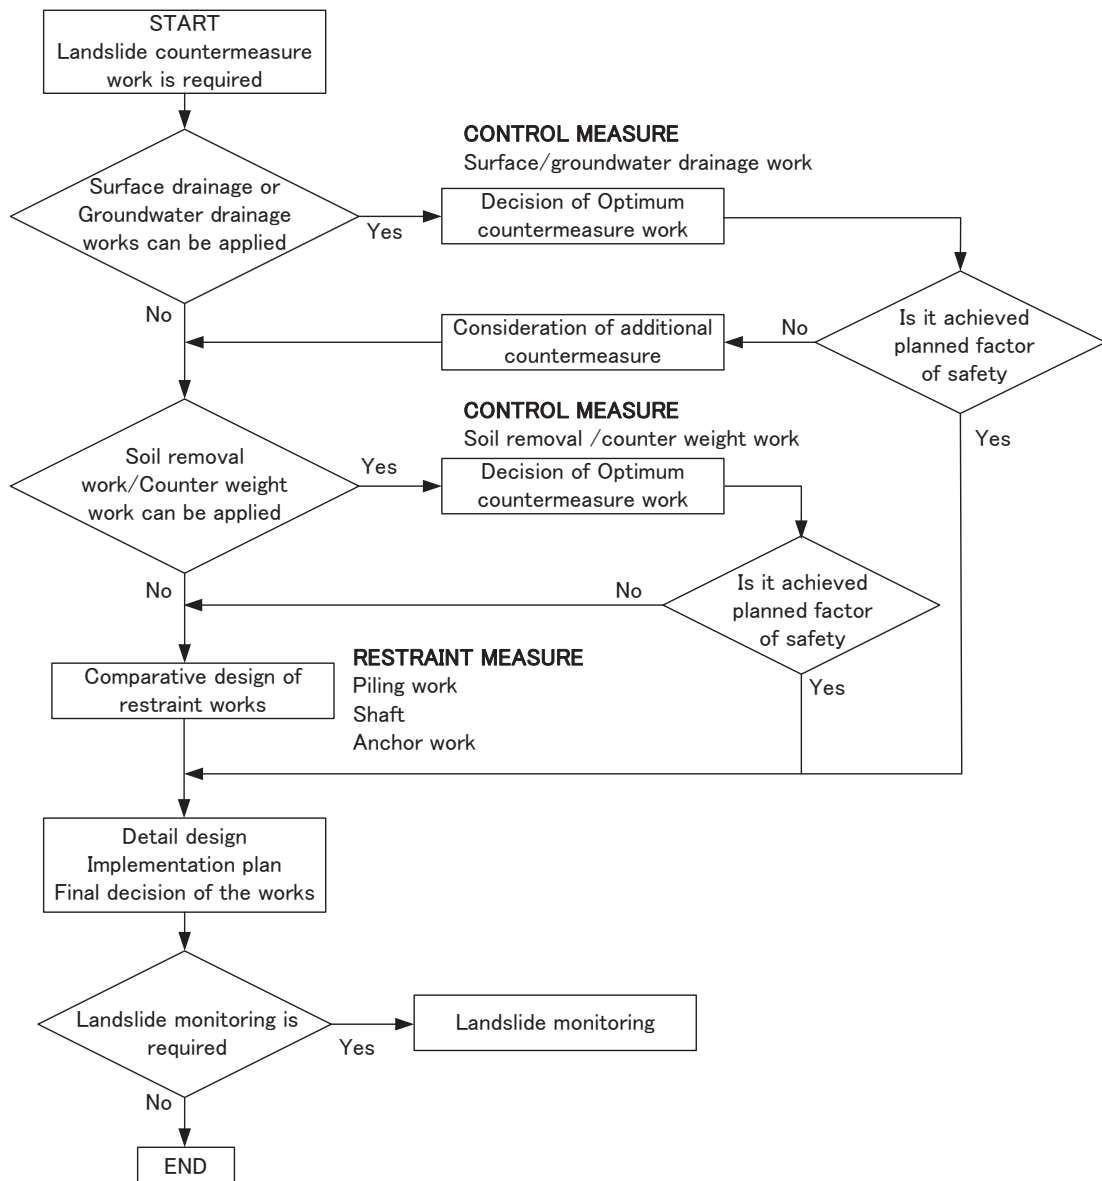 START
Landslide countermeasure
work is required
CONTROL MEASURE
Surface/groundwater drainage work
Surface drainage or
Groundwater drainage
works can be applied
Yes
Decision of Optimum
countermeasure work
No
Consideration of additional
countermeasure
No
Is it achieved
planned factor
of safety
Yes
CONTROL MEASURE
Soil removal /counter weight work
Soil removal
work/Counter weight
work can be applied
Yes
Decision of Optimum
countermeasure work
No
No
Is it achieved
planned factor
of safety
Yes
Comparative design of
restraint works
RESTRAINT MEASURE
Piling work
Shaft
Anchor work
Detail design
Implementation plan
Final decision of the works
Landslide monitoring is
required
Yes
Landslide monitoring
No
END